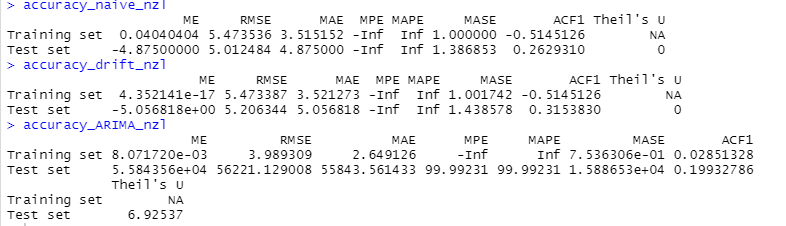 > accuracy_naive_nzl
ME RMSE MAE MPE MAPE MASE ACF1 Theil's U
Training set 0.04040404 5.473536 3.515152 -Inf Inf 1.000000 -0.5145126 NA
Test set -4.87500000 5.012484 4.875000 -Inf Inf 1.386853 0.2629310 0
> accuracy_drift_nzl
ME RMSE MAE MPE MAPE MASE ACF1 Theil's U
Training set 4.352141e-17 5.473387 3.521273 -Inf Inf 1.001742 -0.5145126 NA
Test set -5.056818e+00 5.206344 5.056818 -Inf Inf 1.438578 0.3153830 0
> accuracy_ARIMA_nzl
ME RMSE MAE MPE MAPE MASE ACF1
Training set 8.071720e-03 3.989309 2.649126 -Inf Inf 7.536306e-01 0.02851328
Test set 5.584356e+04 56221.129008 55843.561433 99.99231 99.99231 1.588653e+04 0.19932786
Theil's U
Training set NA
Test set 6.92537